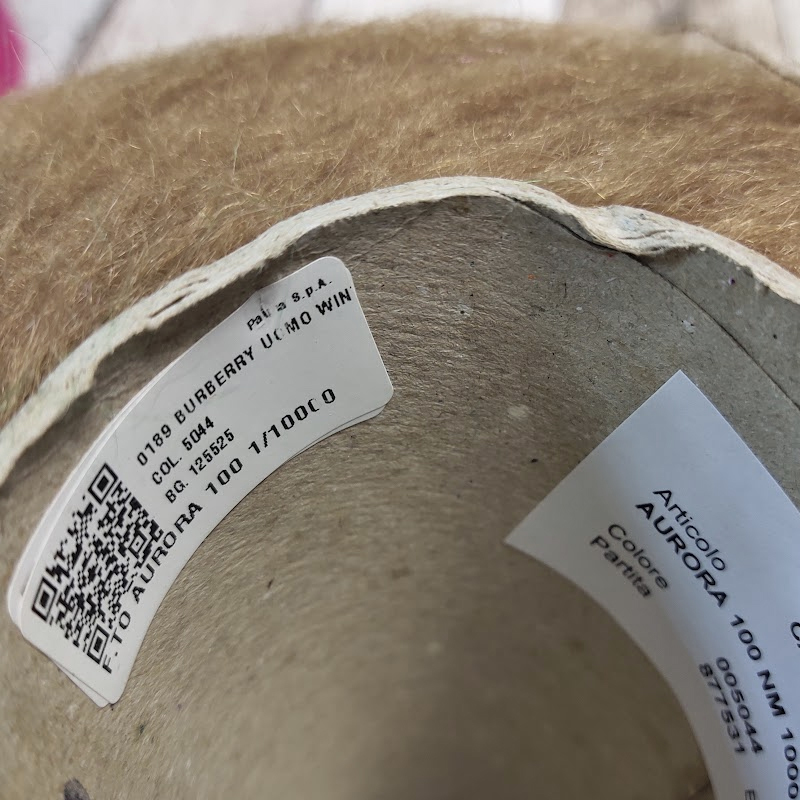 S.p.A.
0189 BURBERRY UOMO WIN
COL. 5044
BG. 125525
F.TO AURORA 100 1/10000
Articolo
AURORA 100 NM 1000
Colore 005044
Partita 877531